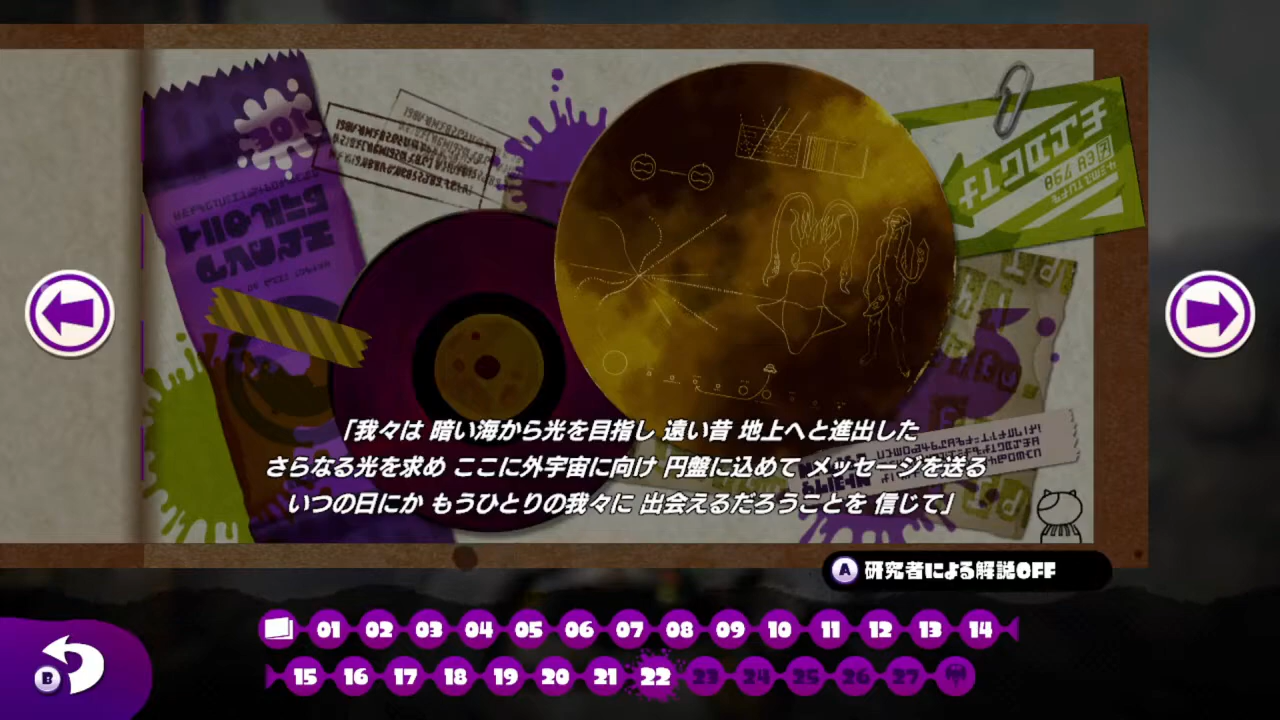 「我々は 暗い海から光を目指し 遠い昔 地上へと進出した
さらなる光を求め ここに外宇宙に向け 円盤に込めて メッセージを送る
いつの日にか もうひとりの我々に 出会えるだろうことを 信じて」
A 研究者による解説OFF
01 02 03 04 05 06 07 08 09 10 11 12 13 14
15 16 17 18 19 20 21 22 23 24 25 26 27
B